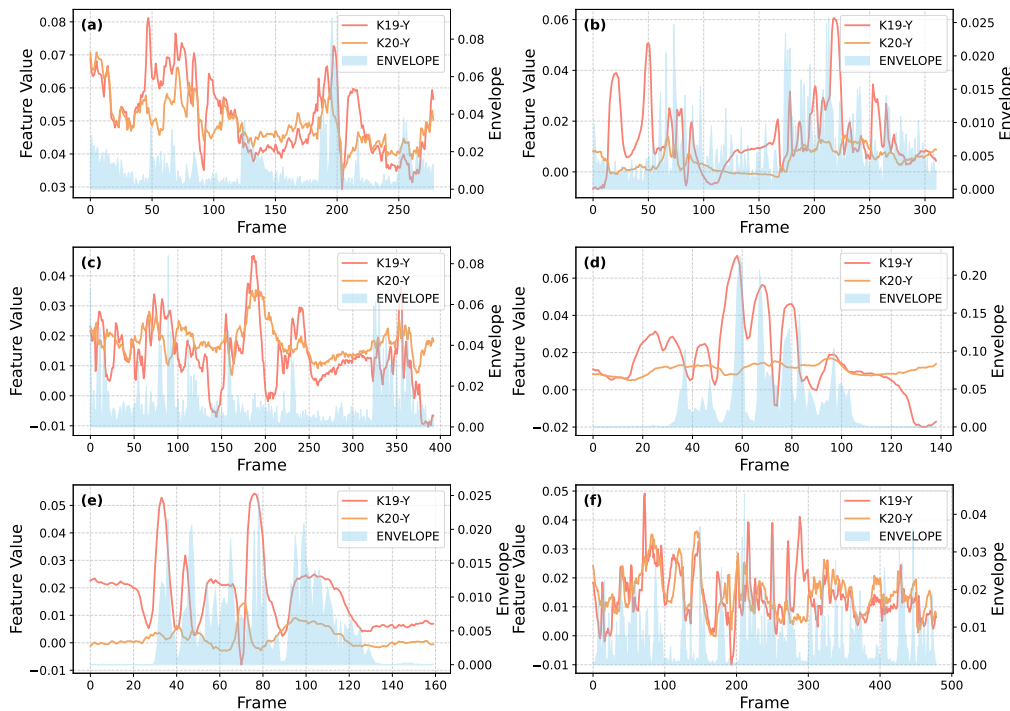 (a)
K19-Y
K20-Y
ENVELOPE
Feature Value
0.08
0.07
0.06
0.05
0.04
0.03
0.08
0.06
0.04
0.02
0.00
Envelope
0 50 100 150 200 250
Frame
(b)
K19-Y
K20-Y
ENVELOPE
Feature Value
0.06
0.04
0.02
0.00
0.025
0.020
0.015
0.010
0.005
0.000
Envelope
0 50 100 150 200 250 300
Frame
(c)
K19-Y
K20-Y
ENVELOPE
Feature Value
0.04
0.03
0.02
0.01
0.00
−0.01
0.08
0.06
0.04
0.02
0.00
Envelope
0 50 100 150 200 250 300 350 400
Frame
(d)
K19-Y
K20-Y
ENVELOPE
Feature Value
0.06
0.04
0.02
0.00
−0.02
0.20
0.15
0.10
0.05
0.00
Envelope
0 20 40 60 80 100 120 140
Frame
(e)
K19-Y
K20-Y
ENVELOPE
Feature Value
0.05
0.04
0.03
0.02
0.01
0.00
−0.01
0.025
0.020
0.015
0.010
0.005
0.000
Envelope
0 20 40 60 80 100 120 140 160
Frame
(f)
K19-Y
K20-Y
ENVELOPE
Feature Value
0.05
0.04
0.03
0.02
0.01
0.00
−0.01
0.04
0.03
0.02
0.01
0.00
Envelope
0 100 200 300 400 500
Frame